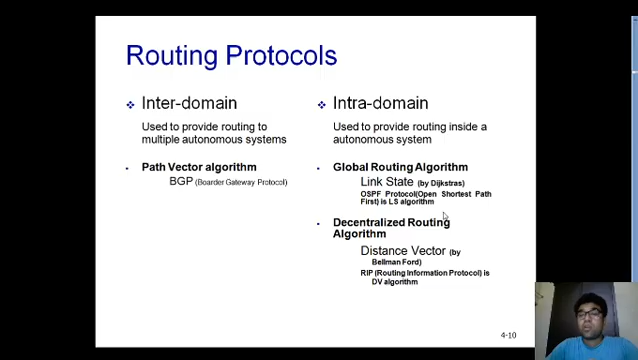 Routing Protocols
Inter-domain
Used to provide routing to
multiple autonomous systems
Path Vector algorithm
BGP (Boarder Gateway Protocol)
Intra-domain
Used to provide routing inside a
autonomous system
Global Routing Algorithm
Link State (by Dijkstras)
OSPF Protocol(Open Shortest Path
First) is LS algorithm
Decentralized Routing
Algorithm
Distance Vector (by
Bellman Ford)
RIP (Routing Information Protocol) is
DV algorithm
4-10